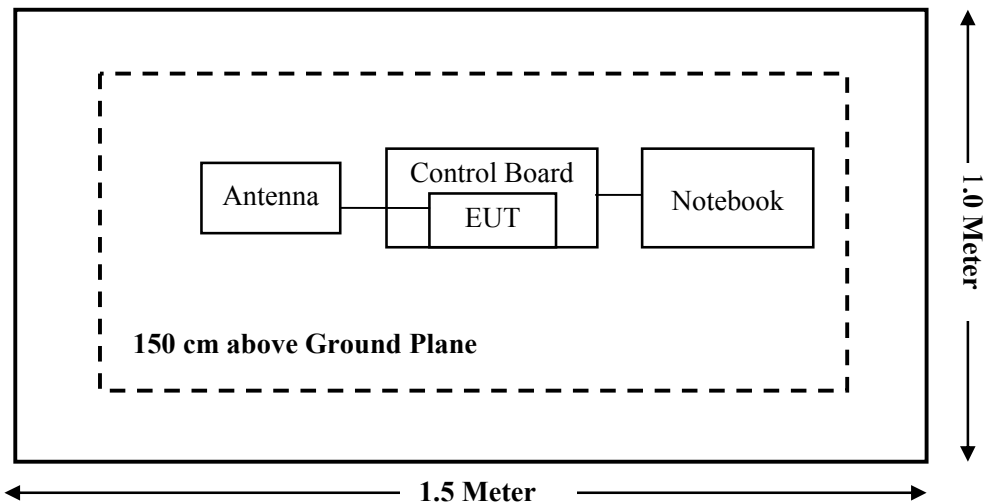 Antenna
Control Board
EUT
Notebook
150 cm above Ground Plane
1.0 Meter
1.5 Meter